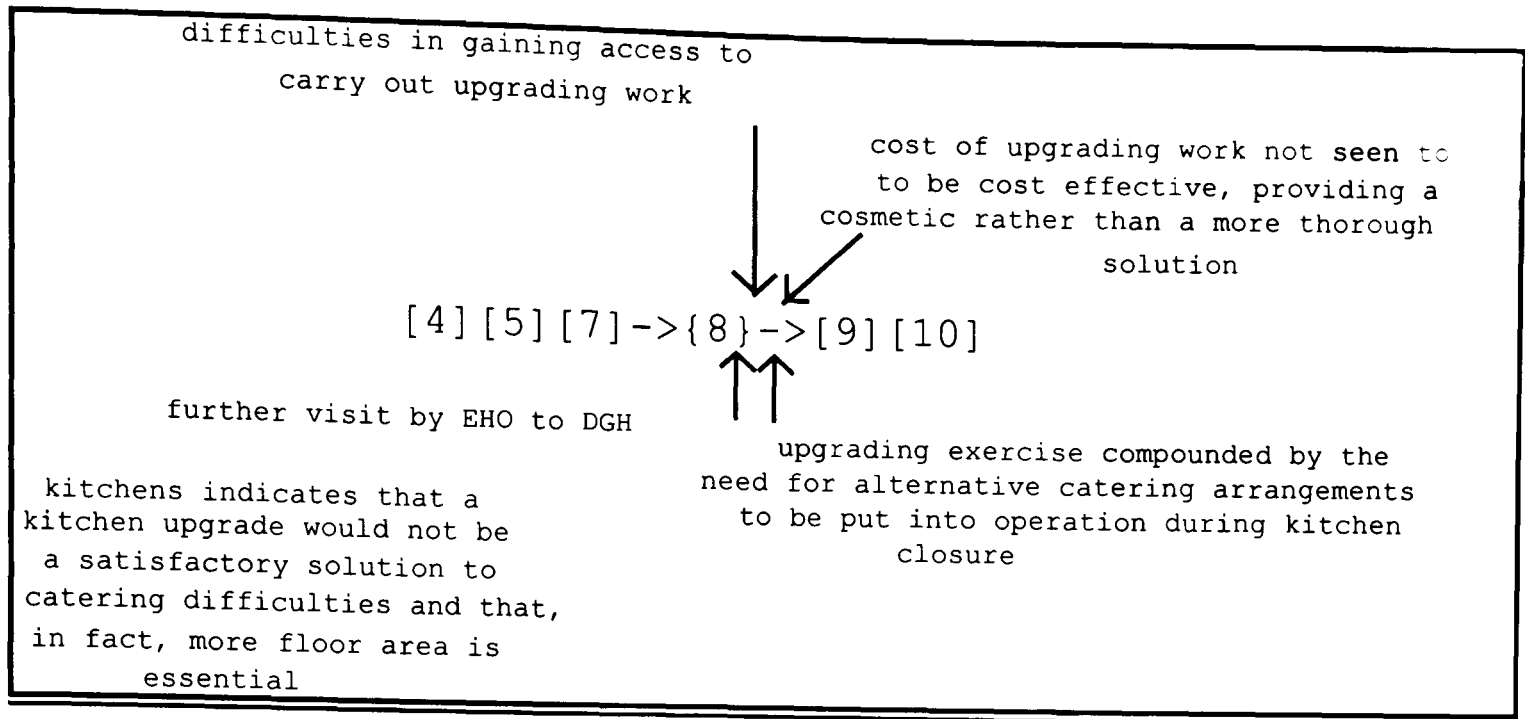 difficulties in gaining access to
carry out upgrading work
cost of upgrading work not seen to
to be cost effective, providing a
cosmetic rather than a more thorough
solution
[4][5][7]->{8}->[9][10]
further visit by EHO to DGH
kitchens indicates that a
kitchen upgrade would not be
a satisfactory solution to
catering difficulties and that,
in fact, more floor area is
essential
upgrading exercise compounded by the
need for alternative catering arrangements
to be put into operation during kitchen
closure